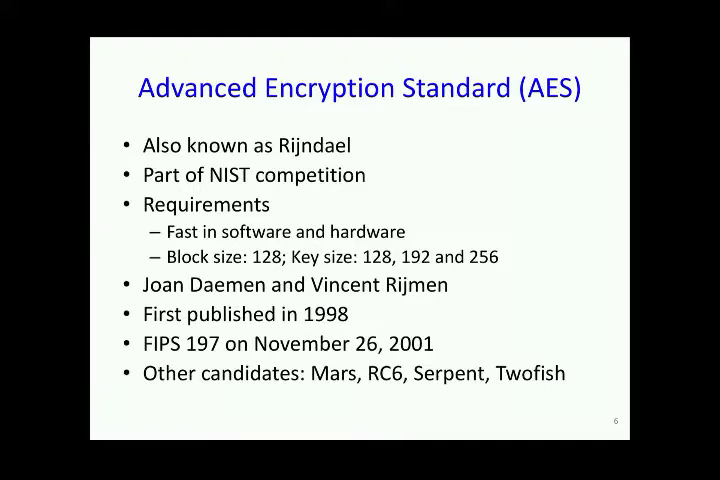 Advanced Encryption Standard (AES)
• Also known as Rijndael
• Part of NIST competition
• Requirements
– Fast in software and hardware
– Block size: 128; Key size: 128, 192 and 256
• Joan Daemen and Vincent Rijmen
• First published in 1998
• FIPS 197 on November 26, 2001
• Other candidates: Mars, RC6, Serpent, Twofish
6